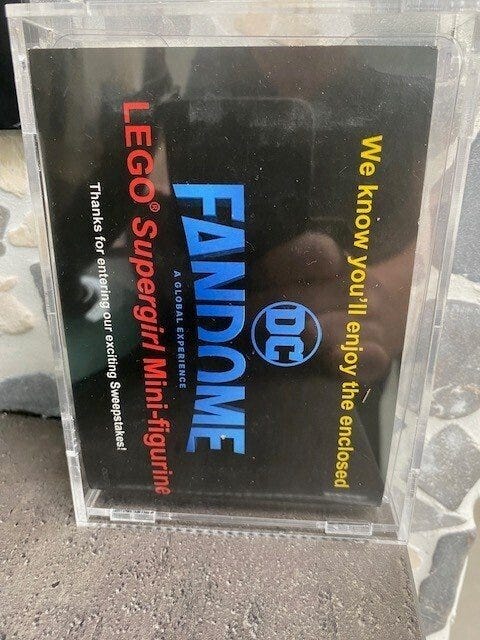 We know you'll enjoy the enclosed
DC
FANDOME
A GLOBAL EXPERIENCE
LEGO® Supergirl Mini-figurine
Thanks for entering our exciting Sweepstakes!